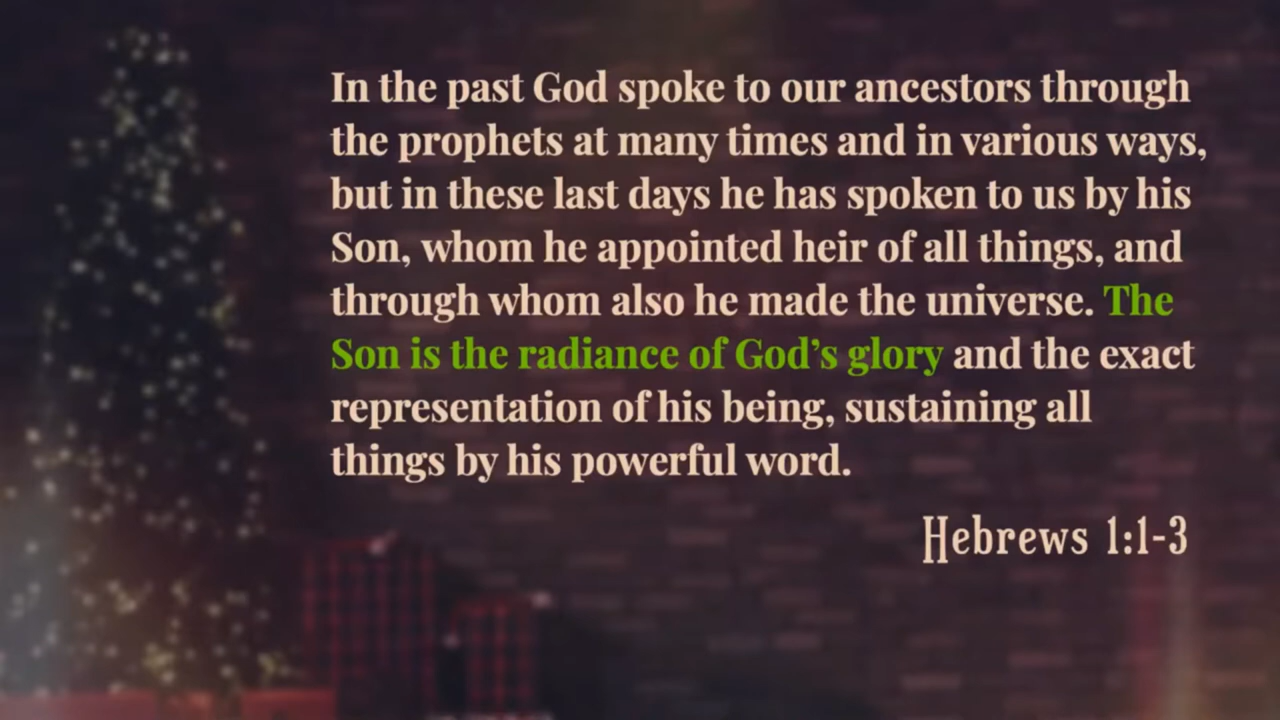 In the past God spoke to our ancestors through
the prophets at many times and in various ways,
but in these last days he has spoken to us by his
Son, whom he appointed heir of all things, and
through whom also he made the universe. The
Son is the radiance of God’s glory and the exact
representation of his being, sustaining all
things by his powerful word.
Hebrews 1:1-3